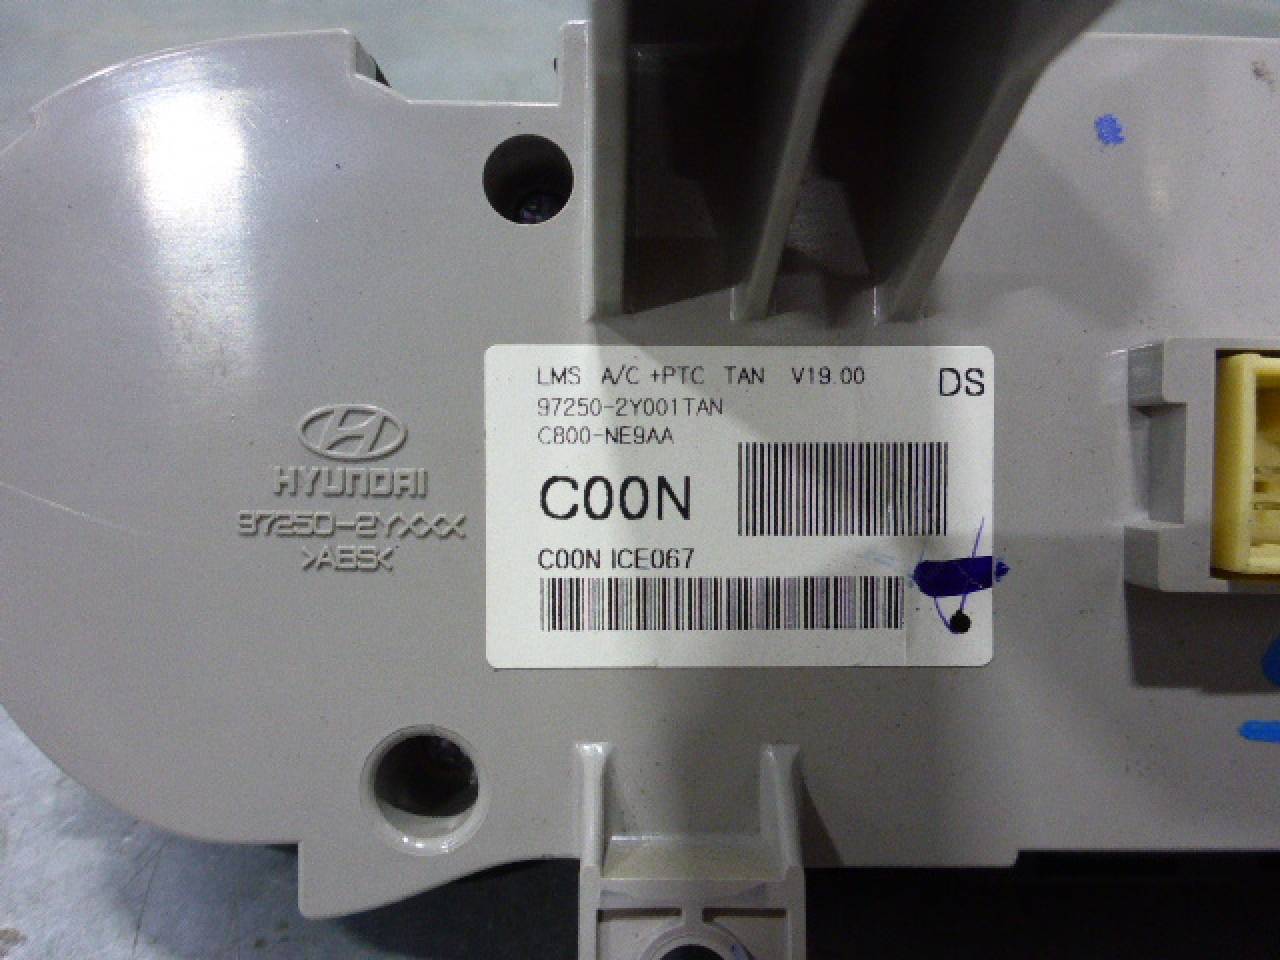 LMS A/C +PTC TAN V19.00
DS
97250-2Y001TAN
C800-NE9AA
C00N
C00N ICE067
HYUNDAI
97250-2YXXX
>ABS<